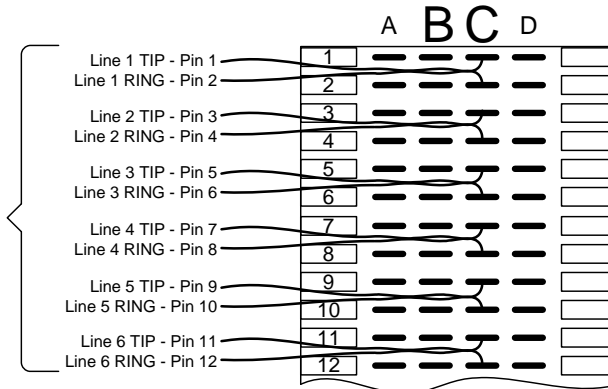 A B C D
Line 1 TIP - Pin 1
Line 1 RING - Pin 2
Line 2 TIP - Pin 3
Line 2 RING - Pin 4
Line 3 TIP - Pin 5
Line 3 RING - Pin 6
Line 4 TIP - Pin 7
Line 4 RING - Pin 8
Line 5 TIP - Pin 9
Line 5 RING - Pin 10
Line 6 TIP - Pin 11
Line 6 RING - Pin 12
1
2
3
4
5
6
7
8
9
10
11
12